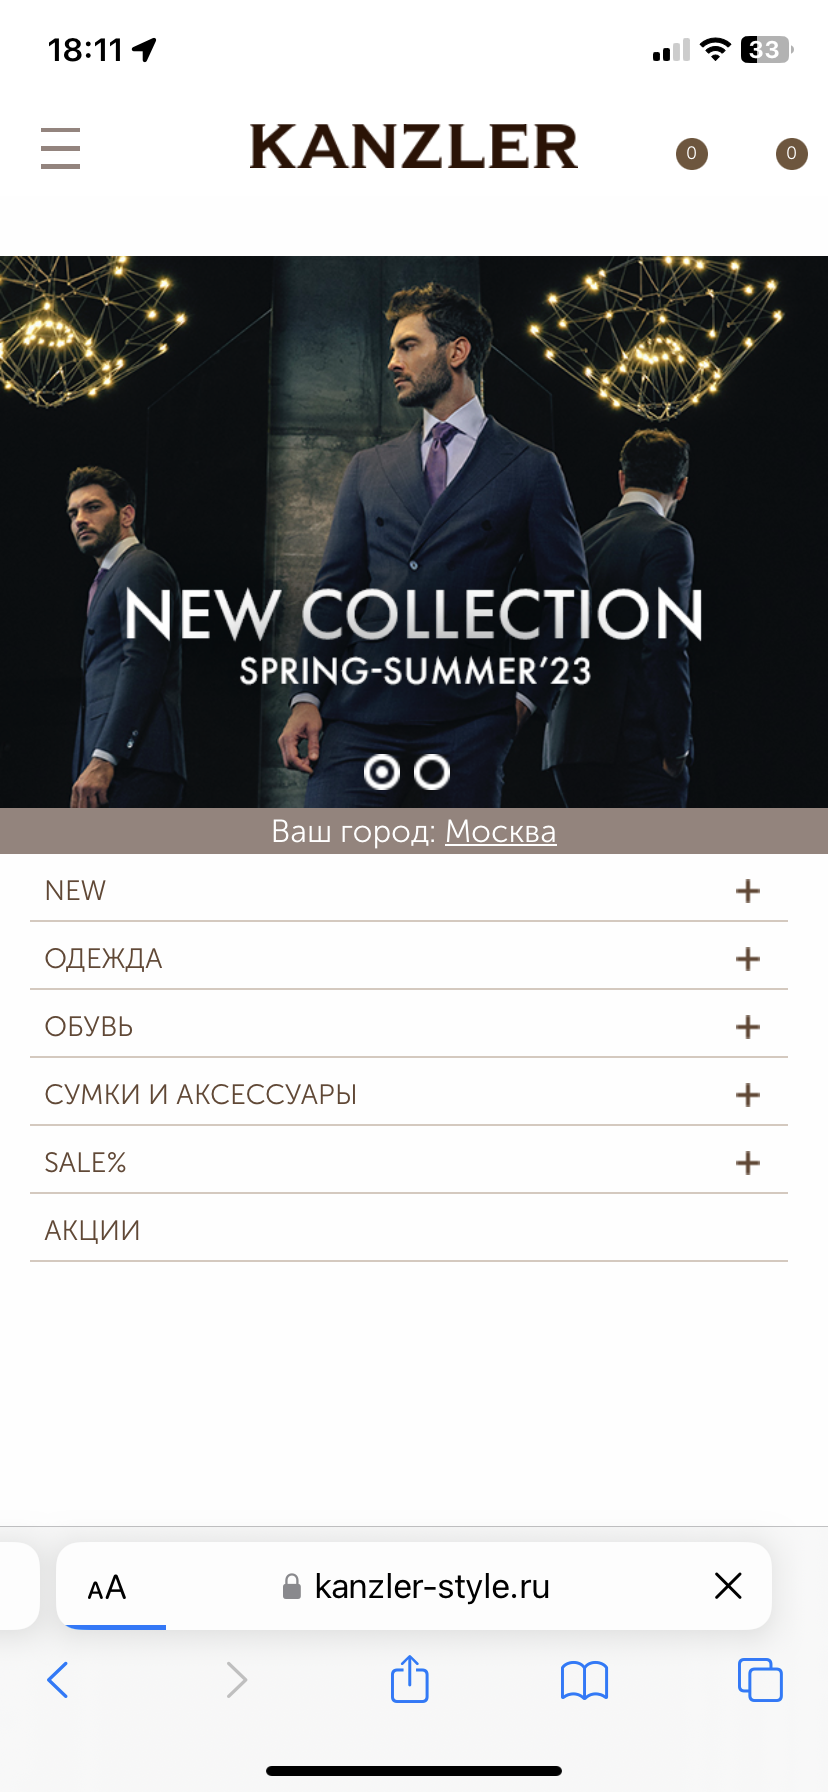 18:11
33
KANZLER
0
0
NEW COLLECTION
SPRING-SUMMER'23
Ваш город: Москва
NEW
ОДЕЖДА
ОБУВЬ
СУМКИ И АКСЕССУАРЫ
SALE%
АКЦИИ
AA
kanzler-style.ru